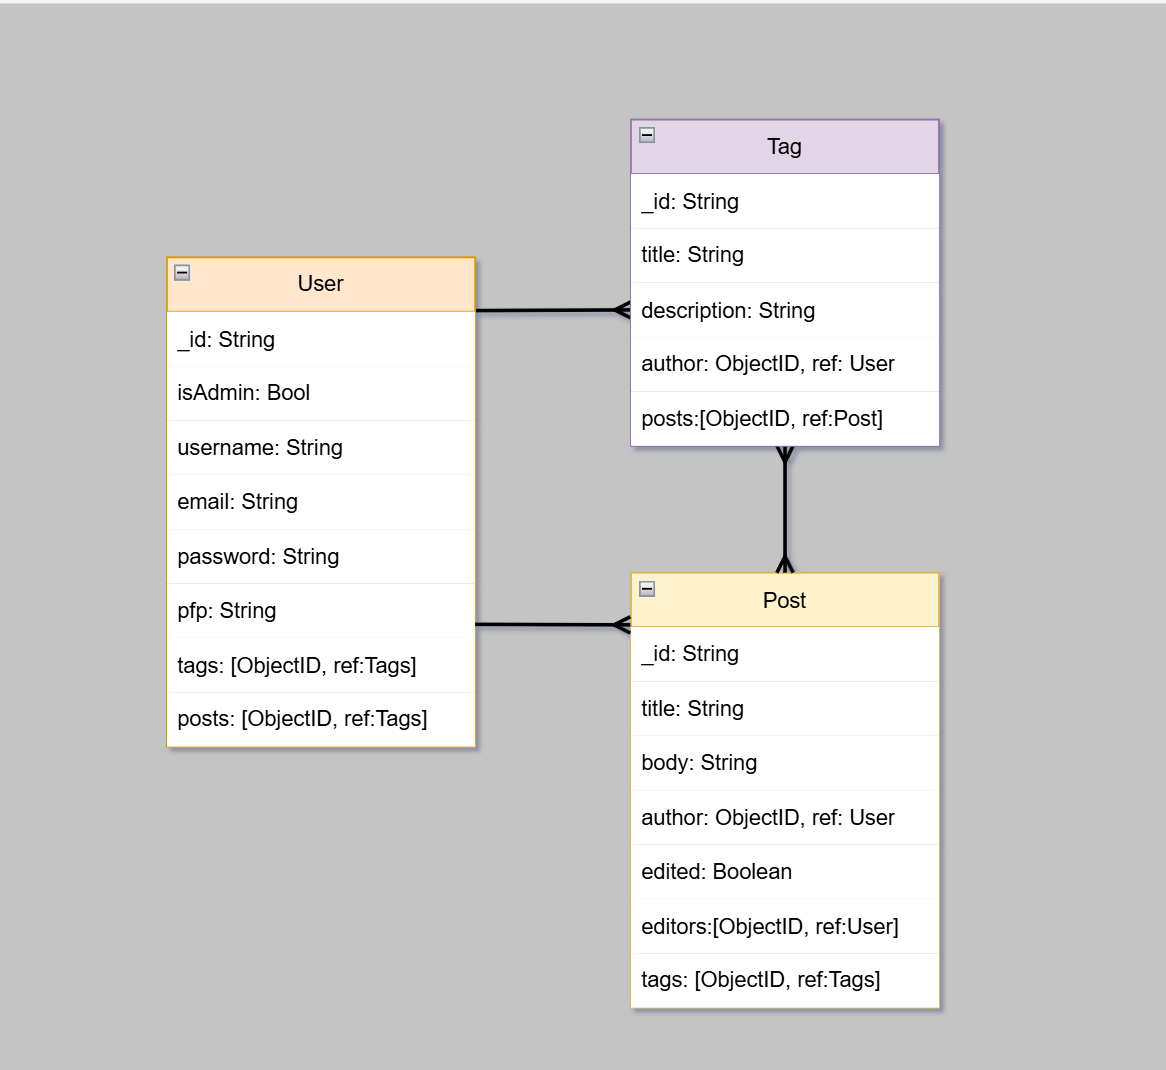 User
_id: String
isAdmin: Bool
username: String
email: String
password: String
pfp: String
tags: [ObjectID, ref:Tags]
posts: [ObjectID, ref:Tags]
Tag
_id: String
title: String
description: String
author: ObjectID, ref: User
posts:[ObjectID, ref:Post]
Post
_id: String
title: String
body: String
author: ObjectID, ref: User
edited: Boolean
editors:[ObjectID, ref:User]
tags: [ObjectID, ref:Tags]